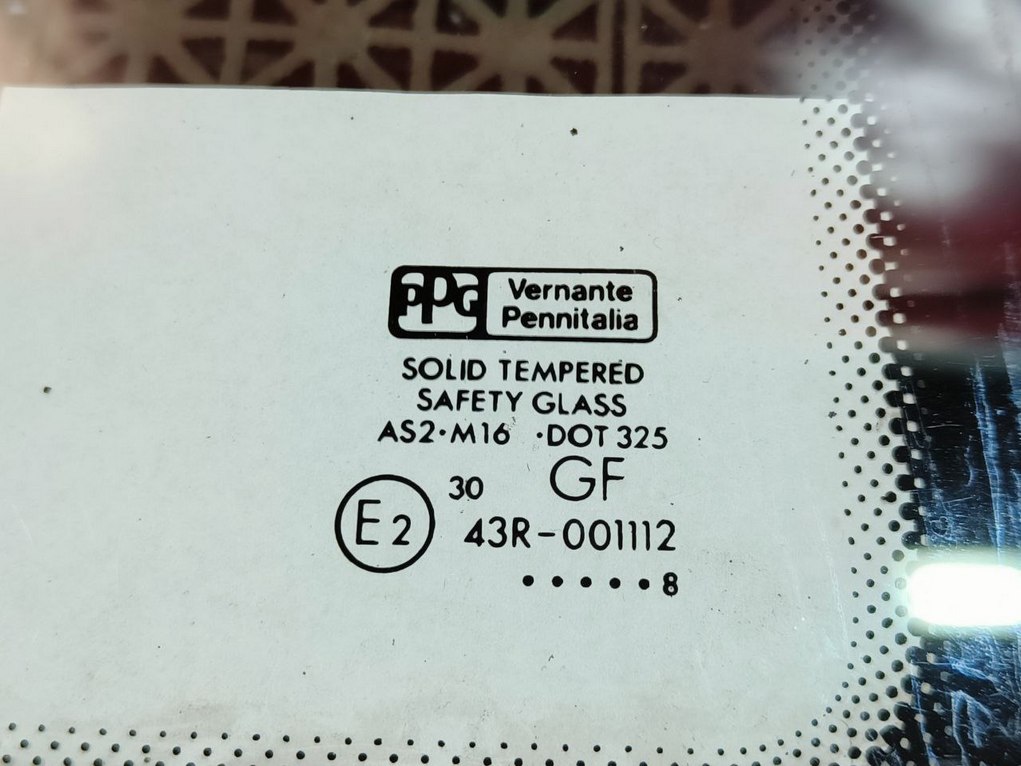 PPG Vernante
Pennitalia
SOLID TEMPERED
SAFETY GLASS
AS2·M16 ·DOT 325
30 GF
E2 43R-001112
•••••8